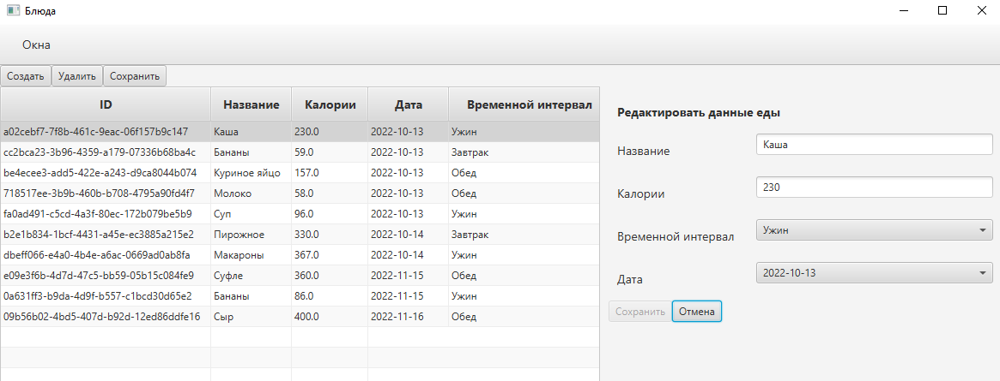 Блюда
Окна
Создать Удалить Сохранить
ID Название Калории Дата Временной интервал
a02cebf7-7f8b-461c-9eac-06f157b9c147 Каша 230.0 2022-10-13 Ужин
cc2bca23-3b96-4359-a179-07336b68ba4c Бананы 59.0 2022-10-13 Завтрак
be4ecee3-add5-422e-a243-d9ca8044b074 Куриное яйцо 157.0 2022-10-13 Обед
718517ee-3b9b-460b-b708-4795a90fd4f7 Молоко 58.0 2022-10-13 Обед
fa0ad491-c5cd-4a3f-80ec-172b079be5b9 Суп 96.0 2022-10-13 Ужин
b2e1b834-1bcf-4431-a45e-ec3885a215e2 Пирожное 330.0 2022-10-14 Завтрак
dbeff066-e4a0-4b4e-a6ac-0669ad0ab8fa Макароны 367.0 2022-10-14 Ужин
e09e3f6b-4d7d-47c5-bb59-05b15c084fe9 Суфле 360.0 2022-11-15 Обед
0a631ff3-b9da-4d9f-b557-c1bcd30d65e2 Бананы 86.0 2022-11-15 Ужин
09b56b02-4bd5-407d-b92d-12ed86ddfe16 Сыр 400.0 2022-11-16 Обед
Редактировать данные еды
Название Каша
Калории 230
Временной интервал Ужин
Дата 2022-10-13
Сохранить Отмена